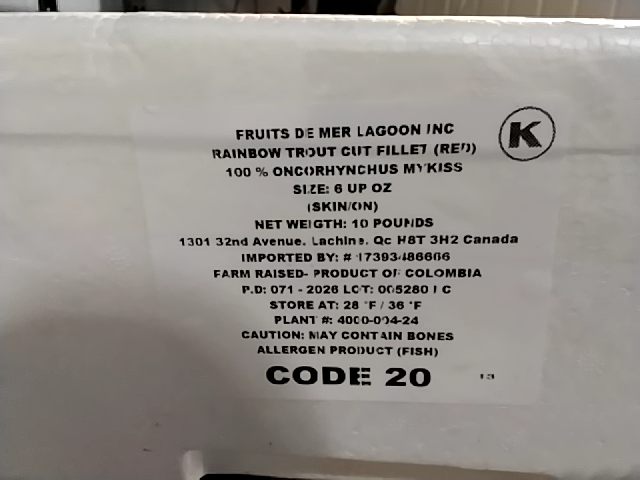 FRUITS DE MER LAGOON INC
K
RAINBOW TROUT CUT FILLET (RED)
100 % ONCORHYNCHUS MYKISS
SIZE: 6 UP OZ
(SKIN/ON)
NET WEIGTH: 10 POUNDS
1301 32nd Avenue. Lachine. Qc H8T 3H2 Canada
IMPORTED BY: # 17393486666
FARM RAISED- PRODUCT OF COLOMBIA
P.D: 071 - 2026 LOT: 005280 1 C
STORE AT: 28 °F / 36 °F
PLANT #: 4000-004-24
CAUTION: MAY CONTAIN BONES
ALLERGEN PRODUCT (FISH)
CODE 20